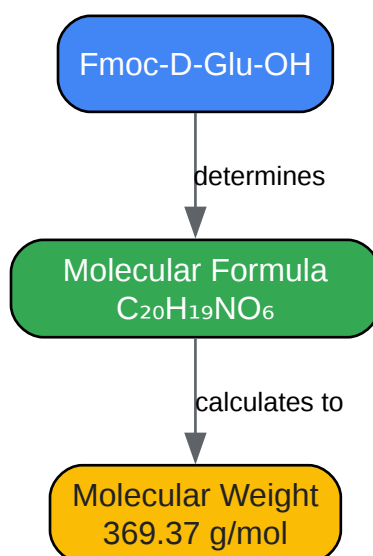 Fmoc-D-Glu-OH
determines
Molecular Formula
C₂₀H₁₉NO₆
calculates to
Molecular Weight
369.37 g/mol